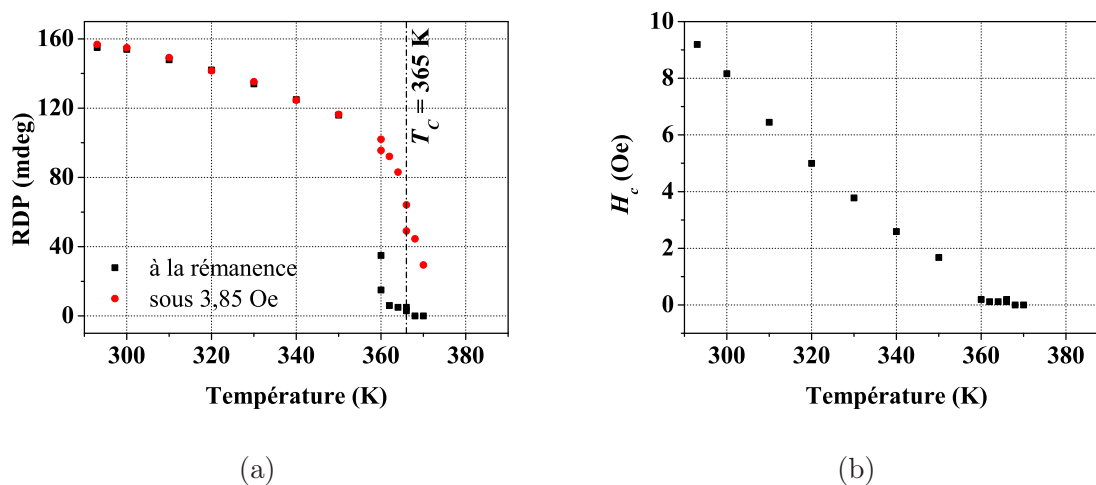 RDP (mdeg)
160
120
80
40
0
T_C = 365 K
à la rémanence
sous 3,85 Oe
300 320 340 360 380
Température (K)
(a)
H_c (Oe)
10
8
6
4
2
0
300 320 340 360 380
Température (K)
(b)